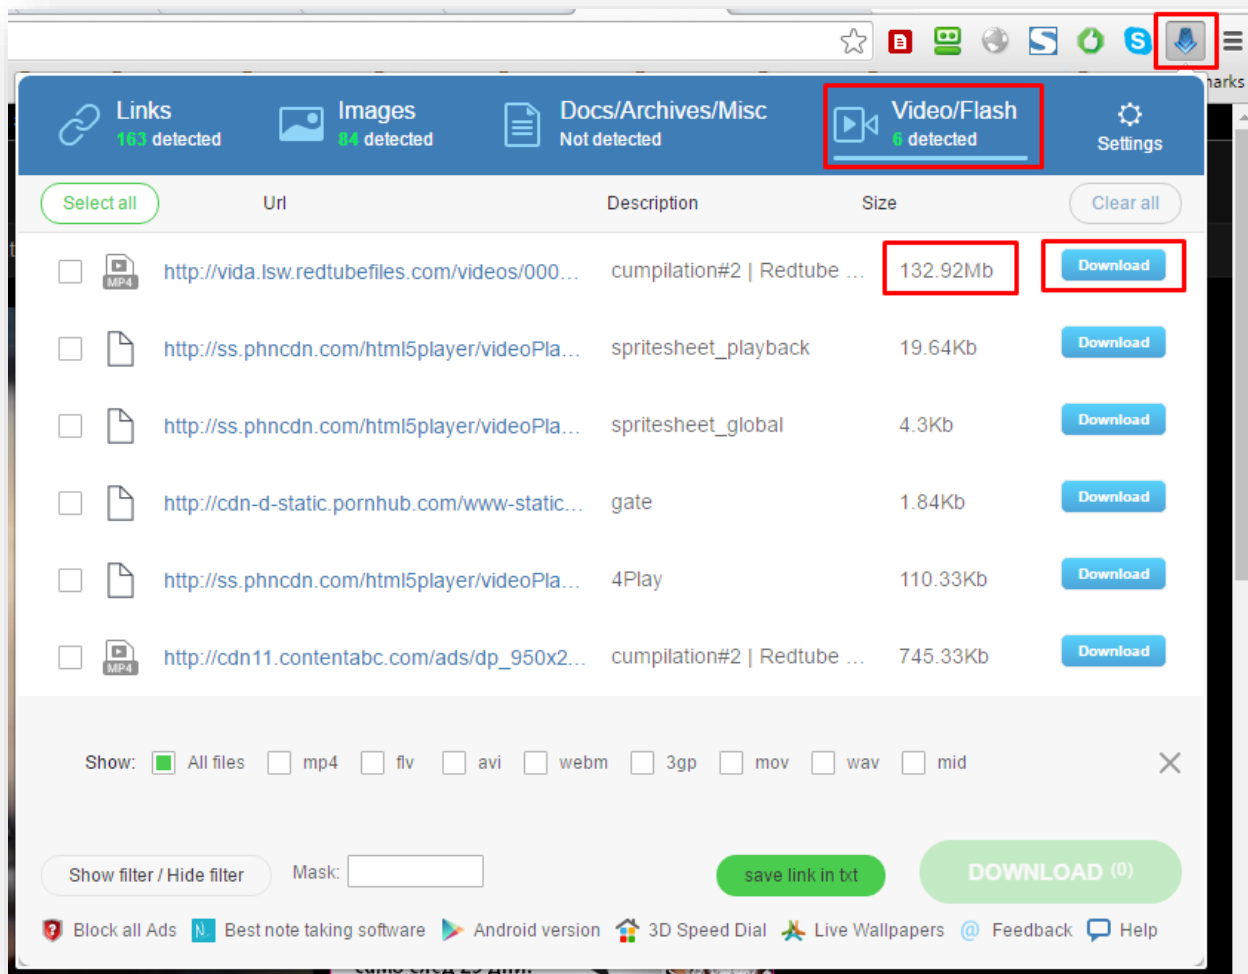 arks
Links
163 detected
Images
84 detected
Docs/Archives/Misc
Not detected
Video/Flash
6 detected
Settings
Select all Url Description Size Clear all
MP4 http://vida.lsw.redtubefiles.com/videos/000... cumpilation#2 | Redtube ... 132.92Mb Download
http://ss.phncdn.com/html5player/videoPla... spritesheet_playback 19.64Kb Download
http://ss.phncdn.com/html5player/videoPla... spritesheet_global 4.3Kb Download
http://cdn-d-static.pornhub.com/www-static... gate 1.84Kb Download
http://ss.phncdn.com/html5player/videoPla... 4Play 110.33Kb Download
MP4 http://cdn11.contentabc.com/ads/dp_950x2... cumpilation#2 | Redtube ... 745.33Kb Download
Show: All files mp4 flv avi webm 3gp mov wav mid
Show filter / Hide filter Mask: save link in txt DOWNLOAD (0)
Block all Ads Best note taking software Android version 3D Speed Dial Live Wallpapers Feedback Help